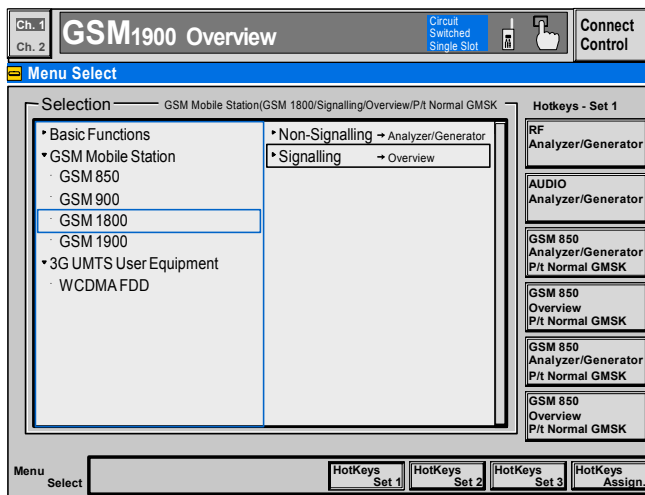 Ch. 1
Ch. 2
GSM1900 Overview
Circuit
Switched
Single Slot
Connect
Control
Menu Select
Selection
GSM Mobile Station(GSM 1800/Signalling/Overview/P/t Normal GMSK
Hotkeys - Set 1
Basic Functions
GSM Mobile Station
GSM 850
GSM 900
GSM 1800
GSM 1900
3G UMTS User Equipment
WCDMA FDD
Non-Signalling → Analyzer/Generator
Signalling → Overview
RF
Analyzer/Generator
AUDIO
Analyzer/Generator
GSM 850
Analyzer/Generator
P/t Normal GMSK
GSM 850
Overview
P/t Normal GMSK
GSM 850
Analyzer/Generator
P/t Normal GMSK
GSM 850
Overview
P/t Normal GMSK
Menu
Select
HotKeys
Set 1
HotKeys
Set 2
HotKeys
Set 3
HotKeys
Assign.